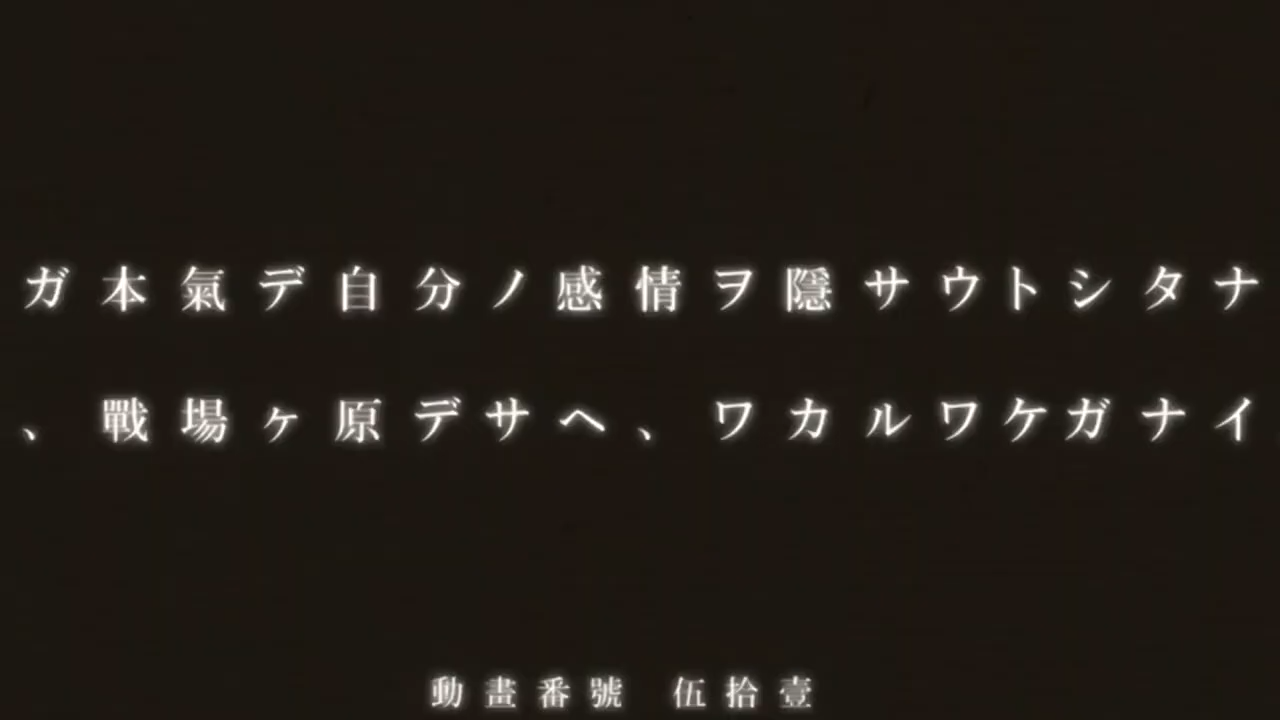 ガ本氣デ自分ノ感情ヲ隱サウトシタナ
、戰場ヶ原デサヘ、ワカルワケガナイ
動畫番號 伍拾壹